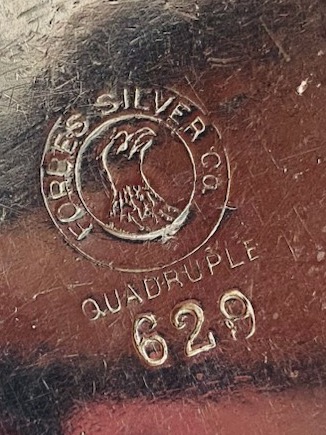 FORBES SILVER CO.
QUADRUPLE
629